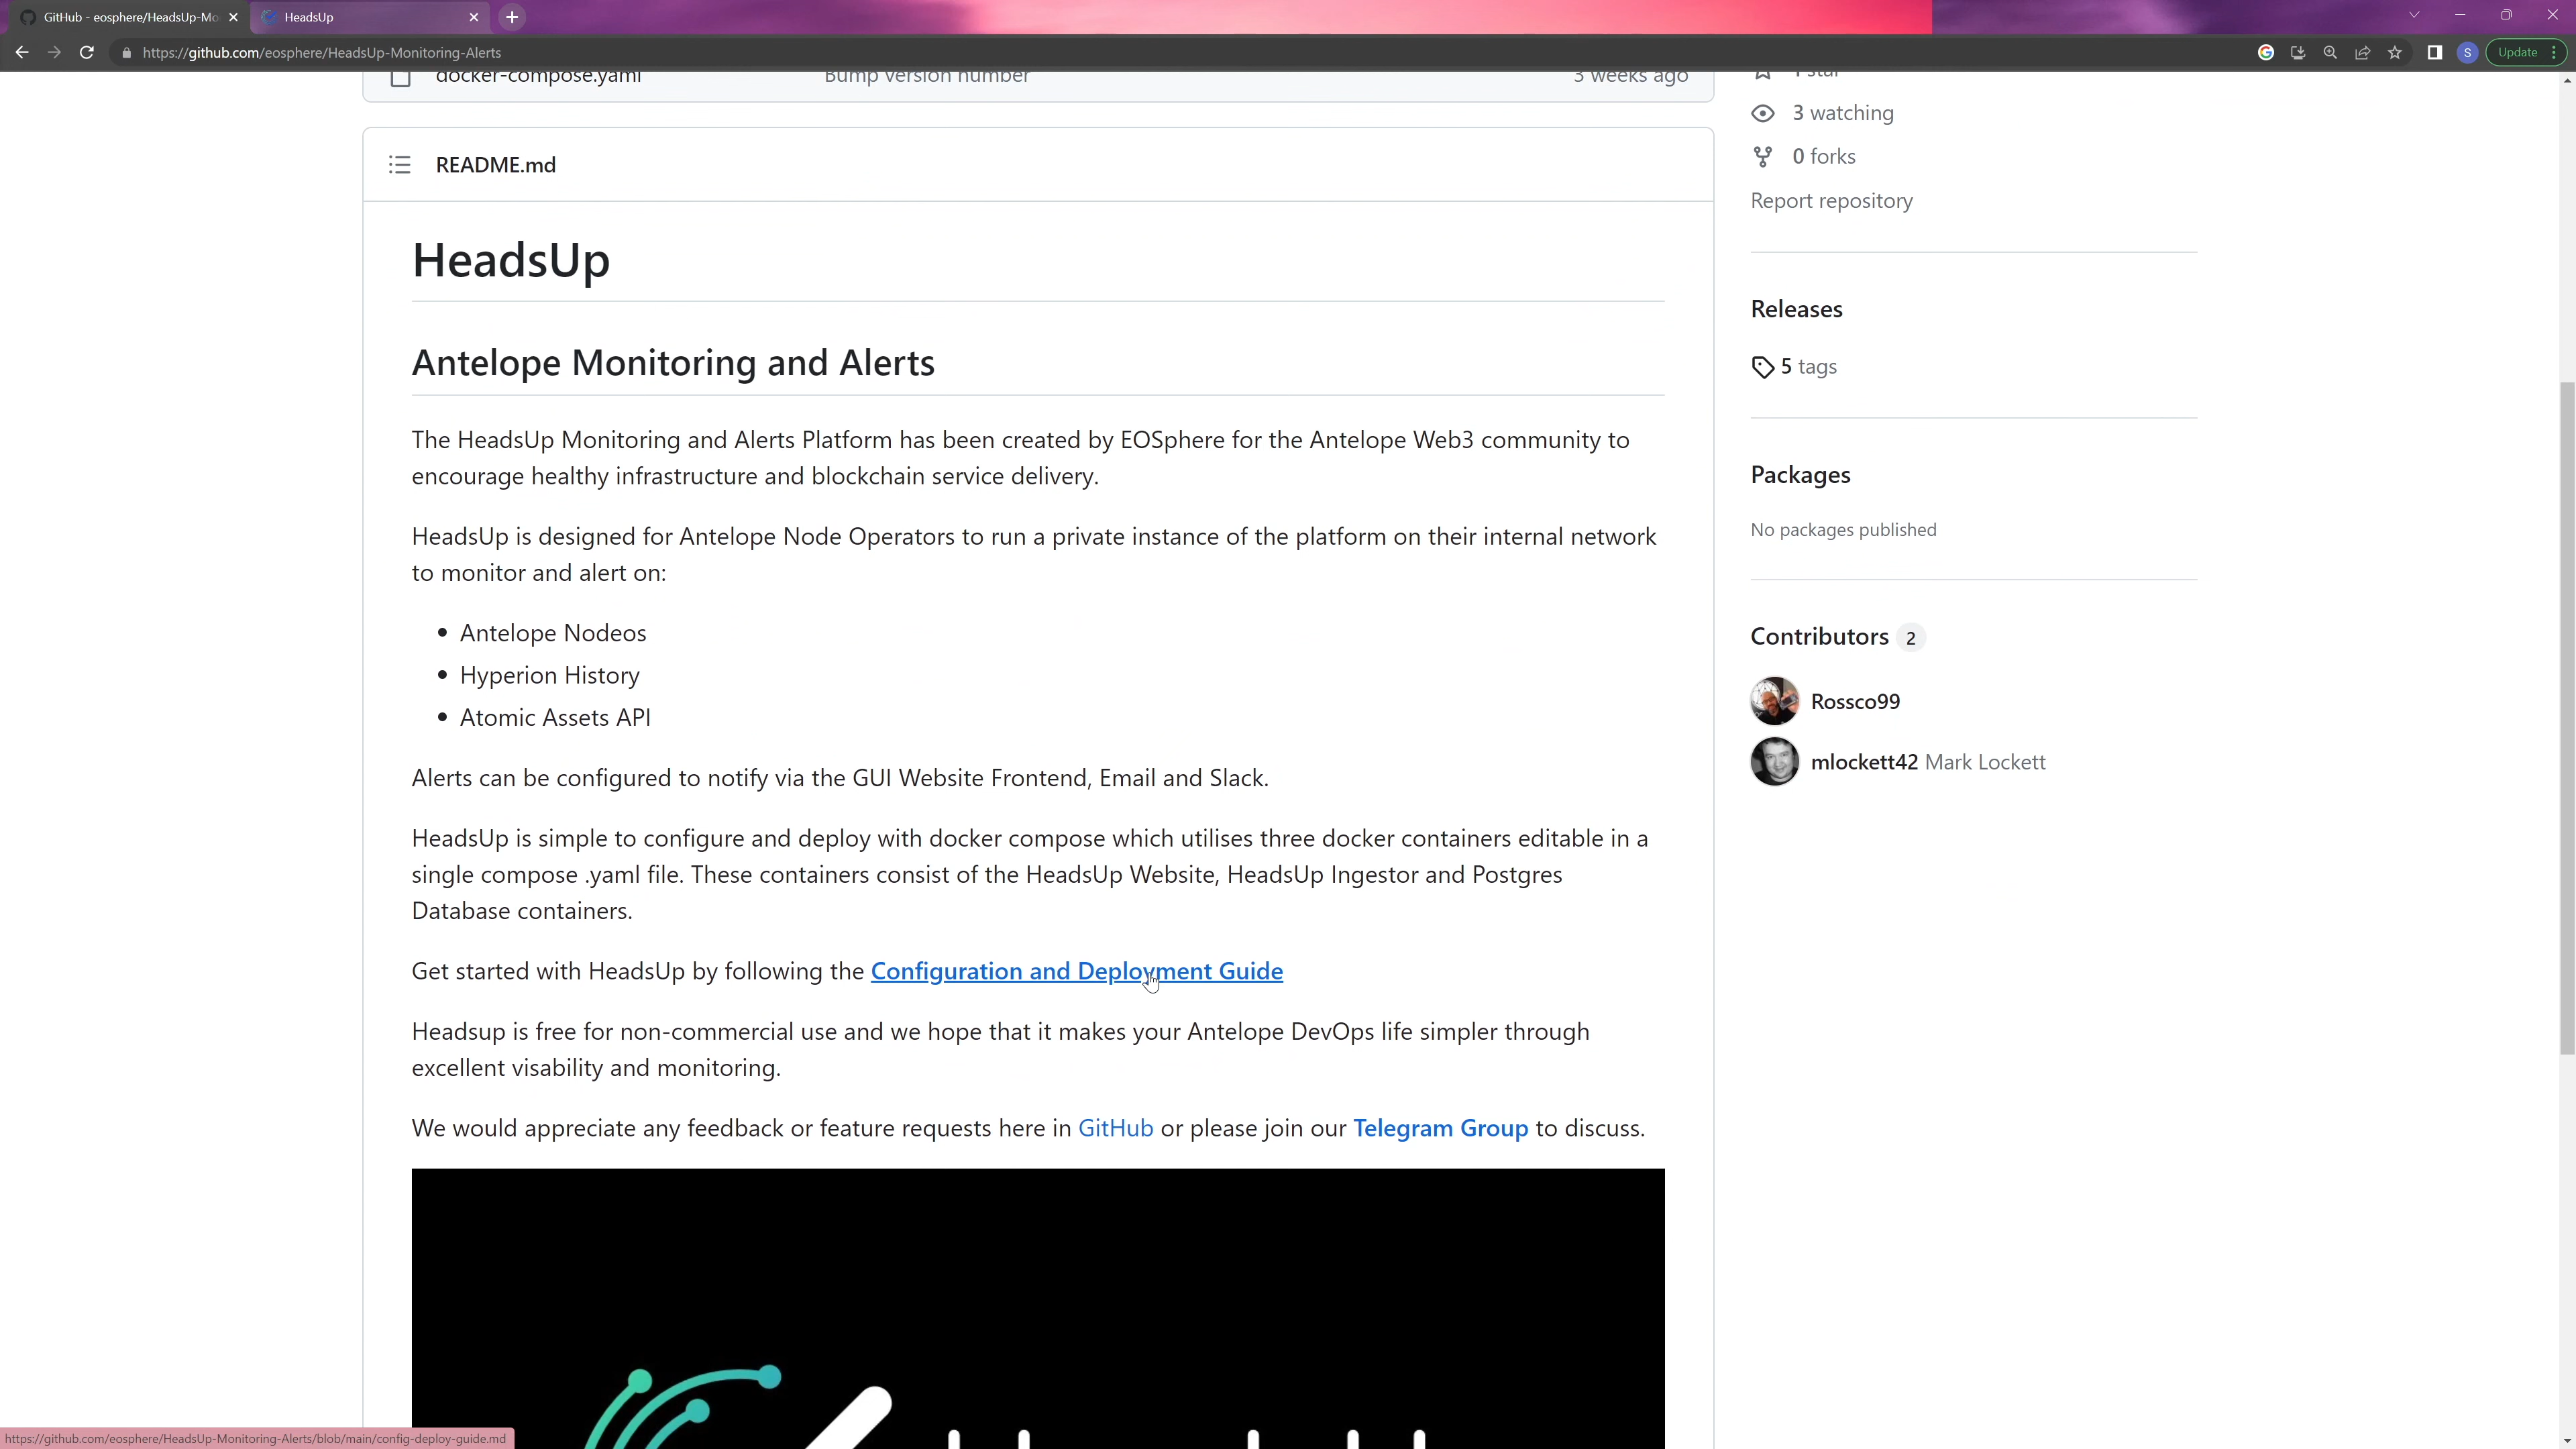 GitHub - eosphere/HeadsUp-Mo
HeadsUp
https://github.com/eosphere/HeadsUp-Monitoring-Alerts
S
Update
docker-compose.yaml
Bump version number
3 weeks ago
1 star
3 watching
0 forks
Report repository
README.md
HeadsUp
Antelope Monitoring and Alerts
The HeadsUp Monitoring and Alerts Platform has been created by EOSphere for the Antelope Web3 community to
encourage healthy infrastructure and blockchain service delivery.
HeadsUp is designed for Antelope Node Operators to run a private instance of the platform on their internal network
to monitor and alert on:
• Antelope Nodeos
• Hyperion History
• Atomic Assets API
Alerts can be configured to notify via the GUI Website Frontend, Email and Slack.
HeadsUp is simple to configure and deploy with docker compose which utilises three docker containers editable in a
single compose .yaml file. These containers consist of the HeadsUp Website, HeadsUp Ingestor and Postgres
Database containers.
Get started with HeadsUp by following the Configuration and Deployment Guide
Headsup is free for non-commercial use and we hope that it makes your Antelope DevOps life simpler through
excellent visability and monitoring.
We would appreciate any feedback or feature requests here in GitHub or please join our Telegram Group to discuss.
Releases
5 tags
Packages
No packages published
Contributors 2
Rossco99
mlockett42 Mark Lockett
https://github.com/eosphere/HeadsUp-Monitoring-Alerts/blob/main/config-deploy-guide.md